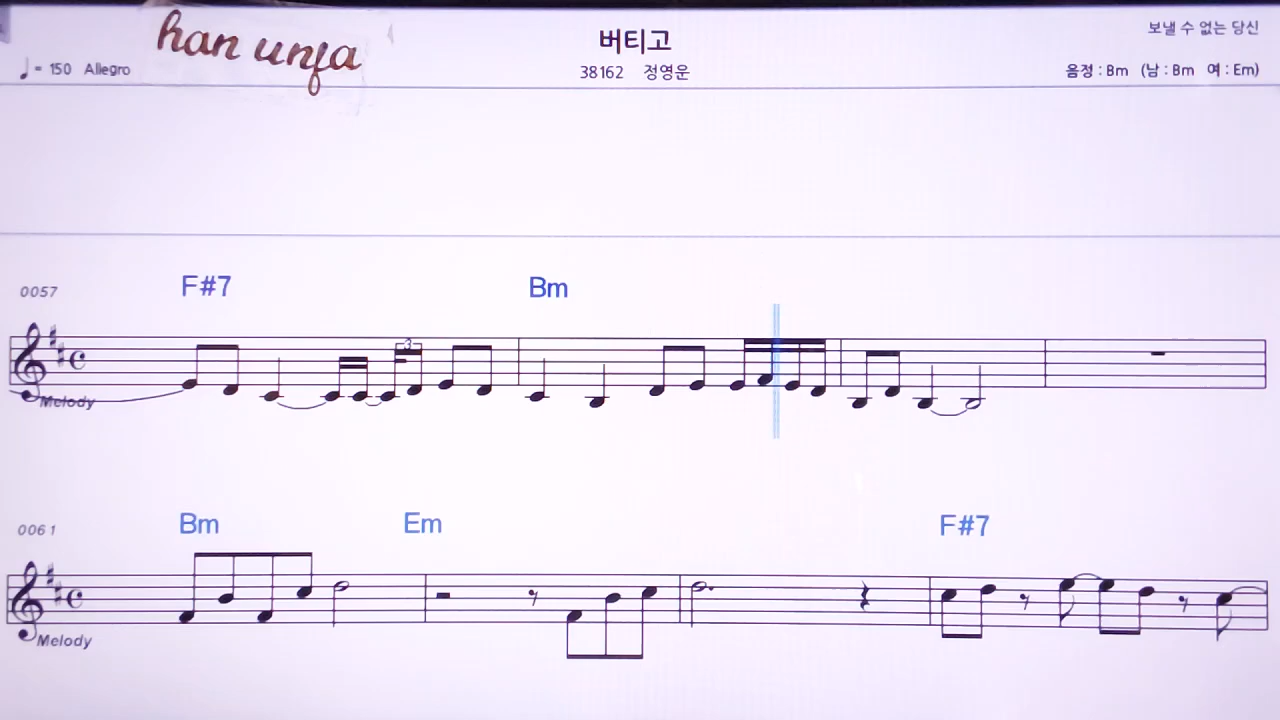 han unja
버티고
보낼 수 없는 당신
♩= 150 Allegro
38162 정영운
음정 : Bm (남 : Bm 여 : Em)
F#7 Bm
0057
3
Melody
Bm Em F#7
0061
Melody